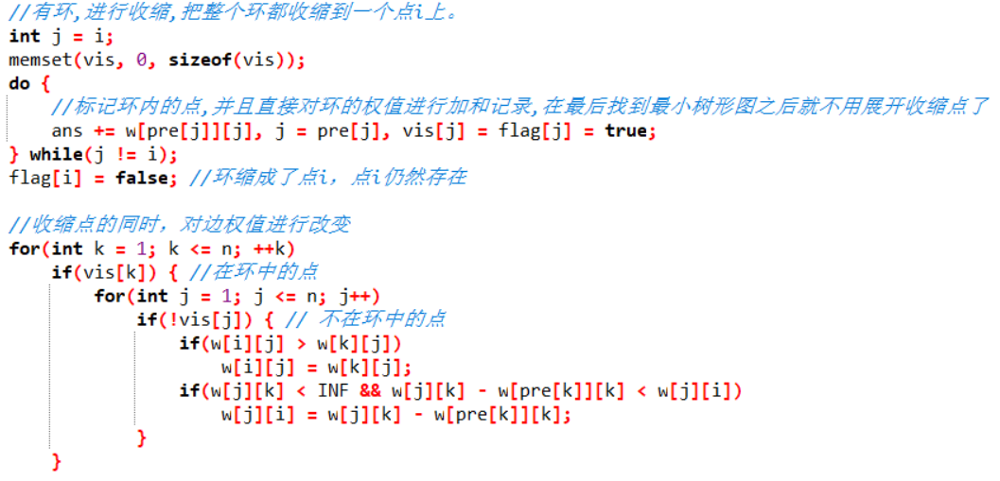 //有环,进行收缩,把整个环都收缩到一个点i上。
int j = i;
memset(vis, 0, sizeof(vis));
do {
    //标记环内的点,并且直接对环的权值进行加和记录,在最后找到最小树形图之后就不用展开收缩点了
    ans += w[pre[j]][j], j = pre[j], vis[j] = flag[j] = true;
} while(j != i);
flag[i] = false; //环缩成了点i，点i仍然存在

//收缩点的同时，对边权值进行改变
for(int k = 1; k <= n; ++k)
    if(vis[k]) { //在环中的点
        for(int j = 1; j <= n; j++)
            if(!vis[j]) { // 不在环中的点
                if(w[i][j] > w[k][j])
                    w[i][j] = w[k][j];
                if(w[j][k] < INF && w[j][k] - w[pre[k]][k] < w[j][i])
                    w[j][i] = w[j][k] - w[pre[k]][k];
            }
    }